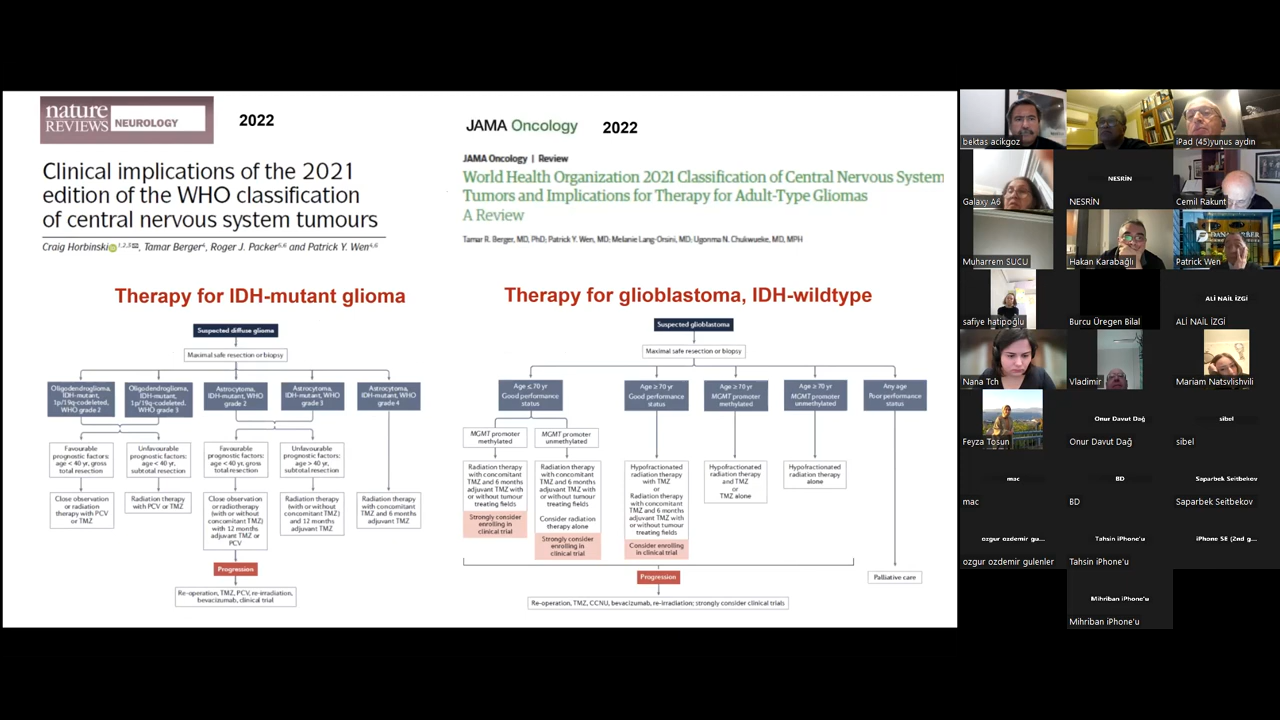 nature
REVIEWS NEUROLOGY
2022
Clinical implications of the 2021
edition of the WHO classification
of central nervous system tumours
Craig Horbinski 1,2,3, Tamar Berger4, Roger J. Packer5,6 and Patrick Y. Wen4,6
Therapy for IDH-mutant glioma
Suspected diffuse glioma
Maximal safe resection or biopsy
Oligodendroglioma,
IDH-mutant,
1p/19q-codeleted,
WHO grade 2
Oligodendroglioma,
IDH-mutant,
1p/19q-codeleted,
WHO grade 3
Astrocytoma,
IDH-mutant, WHO
grade 2
Astrocytoma,
IDH-mutant, WHO
grade 3
Astrocytoma,
IDH-mutant, WHO
grade 4
Favourable
prognostic factors:
age < 40 yr, gross
total resection
Unfavourable
prognostic factors:
age > 40 yr,
subtotal resection
Favourable
prognostic factors:
age > 40 yr, gross
total resection
Unfavourable
prognostic factors:
age > 40 yr,
subtotal resection
Close observation
or radiation
therapy with PCV
or TMZ
Radiation therapy
with PCV or TMZ
Close observation
or radiotherapy
(with or without
concomitant TMZ)
with 12 months
adjuvant TMZ or
PCV
Radiation therapy
(with or without
concomitant TMZ)
and 12 months
adjuvant TMZ
Radiation therapy
with concomitant
TMZ and 6 months
adjuvant TMZ
Progression
Re-operation, TMZ, PCV, re-irradiation,
bevacizumab, clinical trial
JAMA Oncology
2022
JAMA Oncology | Review
World Health Organization 2021 Classification of Central Nervous System
Tumors and Implications for Therapy for Adult-Type Gliomas
A Review
Tamar R. Berger, MD, PhD; Patrick Y. Wen, MD; Melanie Lang-Orsini, MD; Ugonma N. Chukwueke, MD, MPH
Therapy for glioblastoma, IDH-wildtype
Suspected glioblastoma
Maximal safe resection or biopsy
Age ≤ 70 yr
Good performance
status
Age ≥ 70 yr
Good performance
status
Age ≥ 70 yr
MGMT promoter
methylated
Age ≥ 70 yr
MGMT promoter
unmethylated
Any age
Poor performance
status
MGMT promoter
methylated
MGMT promoter
unmethylated
Radiation therapy
with concomitant
TMZ and 6 months
adjuvant TMZ with
or without tumour
treating fields
Strongly consider
enrolling in
clinical trial
Radiation therapy
with concomitant
TMZ and 6 months
adjuvant TMZ with
or without tumour
treating fields
Consider radiation
therapy alone
Strongly consider
enrolling in
clinical trial
Hypofractionated
radiation therapy
with TMZ
or
Radiation therapy
with concomitant
TMZ and 6 months
adjuvant TMZ with
or without tumour
treating fields
Consider enrolling
in clinical trial
Hypofractionated
radiation therapy
and TMZ
or
TMZ alone
Hypofractionated
radiation therapy
alone
Progression
Palliative care
Re-operation, TMZ, CCNU, bevacizumab, re-irradiation; strongly consider clinical trials
bektas acikgoz
iPad (45)yunus aydin
Galaxy A6
NESRİN
NESRİN
Cemil Rakunt
Muharrem SUCU
Hakan Karabağlı
DANA-FARBER
Patrick Wen
safiye hatipoğlu
Burcu Üregen Bilal
ALİ NAİL İZGİ
ALİ NAİL İZGİ
Nana Tch
Vladimir
Mariam Natsvlishvili
Feyza Tosun
Onur Davut Dağ
Onur Davut Dağ
sibel
sibel
mac
mac
BD
BD
Saparbek Seitbekov
Saparbek Seitbekov
ozgur ozdemir gu...
ozgur ozdemir gulenler
Tahsin iPhone'u
Tahsin iPhone'u
iPhone SE (2nd g...
Mihriban iPhone'u
Mihriban iPhone'u